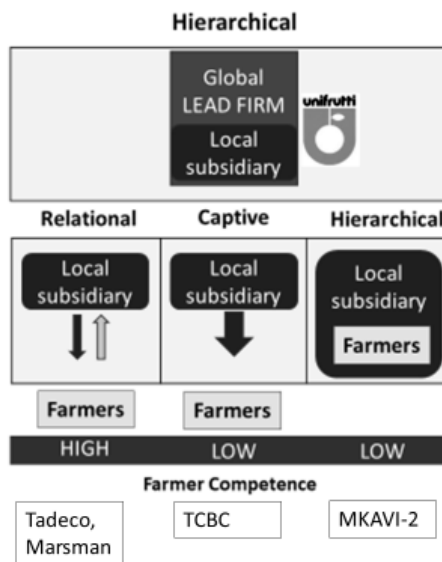 Hierarchical
Global
LEAD FIRM
Local
subsidiary
unifrutti
Relational
Captive
Hierarchical
Local
subsidiary
Local
subsidiary
Local
subsidiary
Farmers
Farmers
Farmers
HIGH
LOW
LOW
Farmer Competence
Tadeco,
Marsman
TCBC
MKAVI-2